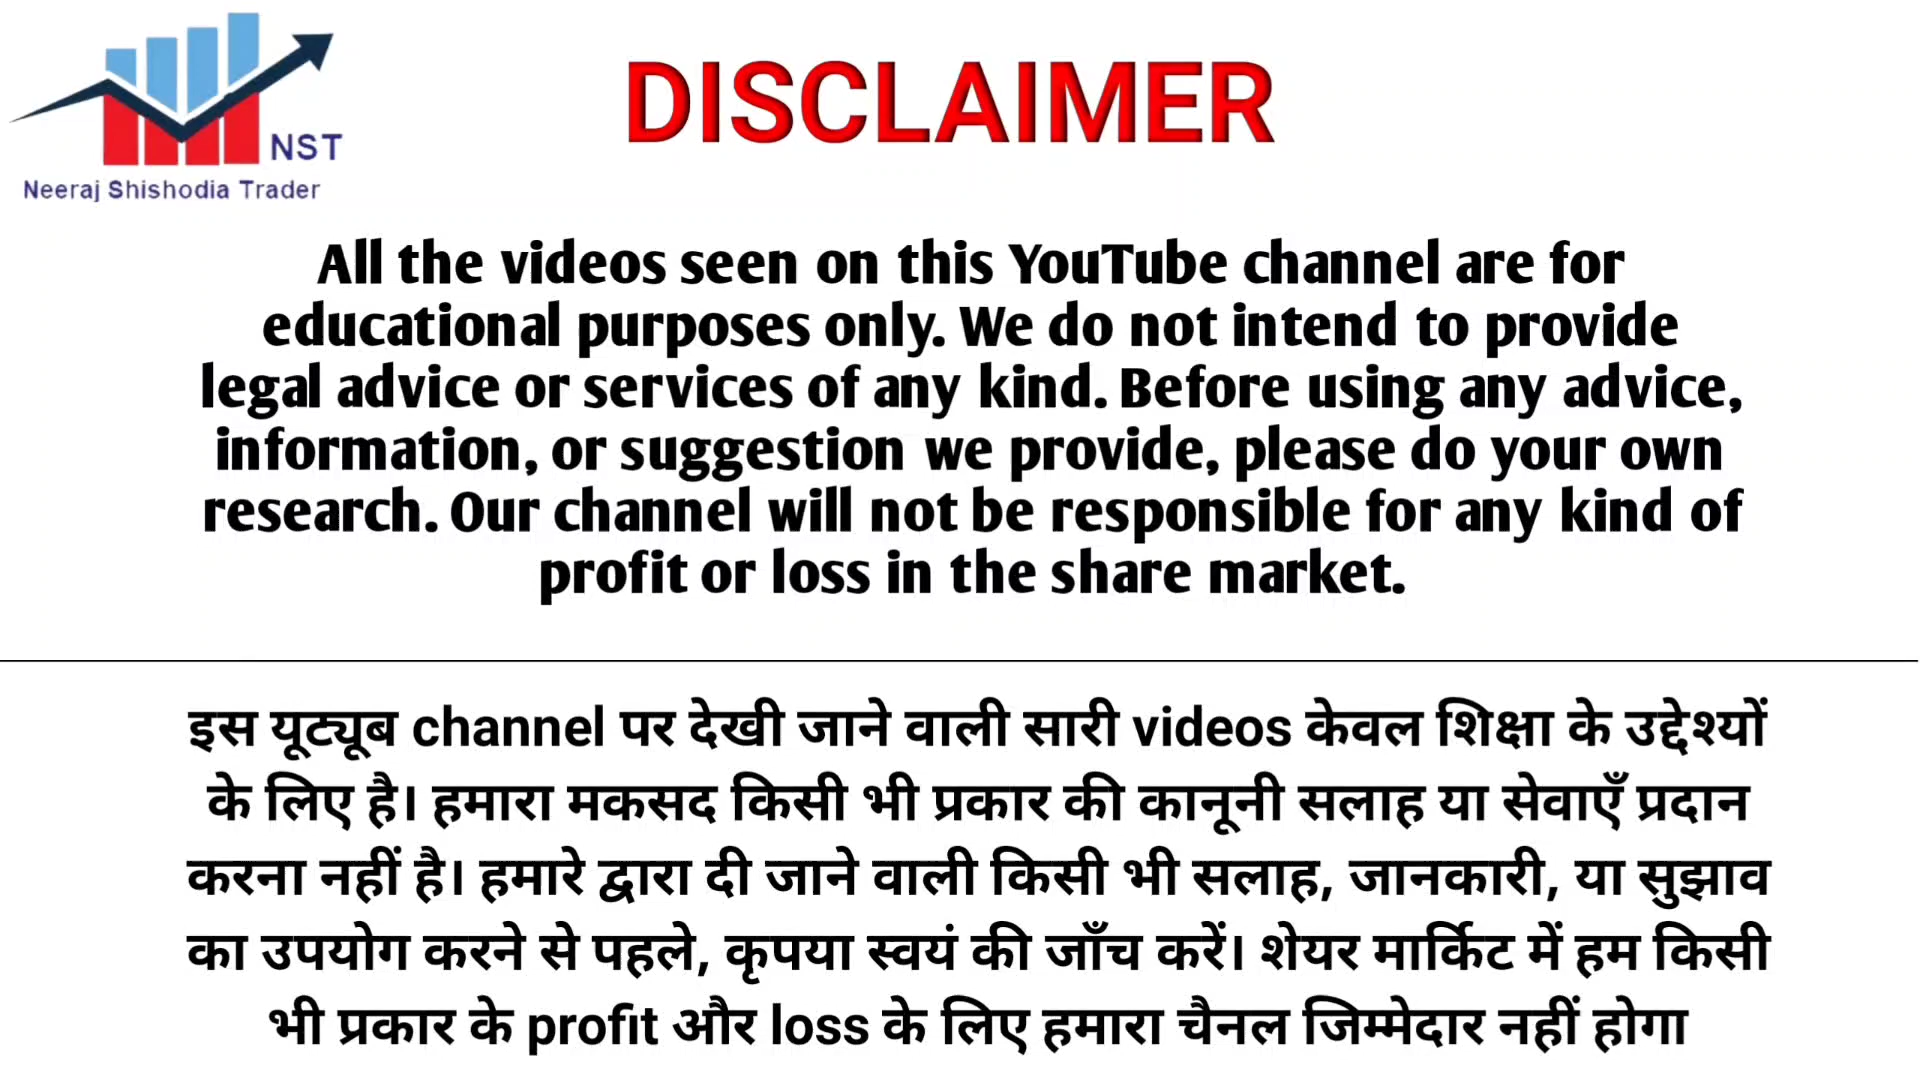 NST
Neeraj Shishodia Trader
DISCLAIMER
All the videos seen on this YouTube channel are for
educational purposes only. We do not intend to provide
legal advice or services of any kind. Before using any advice,
information, or suggestion we provide, please do your own
research. Our channel will not be responsible for any kind of
profit or loss in the share market.
इस यूट्यूब channel पर देखी जाने वाली सारी videos केवल शिक्षा के उद्देश्यों
के लिए है। हमारा मकसद किसी भी प्रकार की कानूनी सलाह या सेवाएँ प्रदान
करना नहीं है। हमारे द्वारा दी जाने वाली किसी भी सलाह, जानकारी, या सुझाव
का उपयोग करने से पहले, कृपया स्वयं की जाँच करें। शेयर मार्किट में हम किसी
भी प्रकार के profit और loss के लिए हमारा चैनल जिम्मेदार नहीं होगा